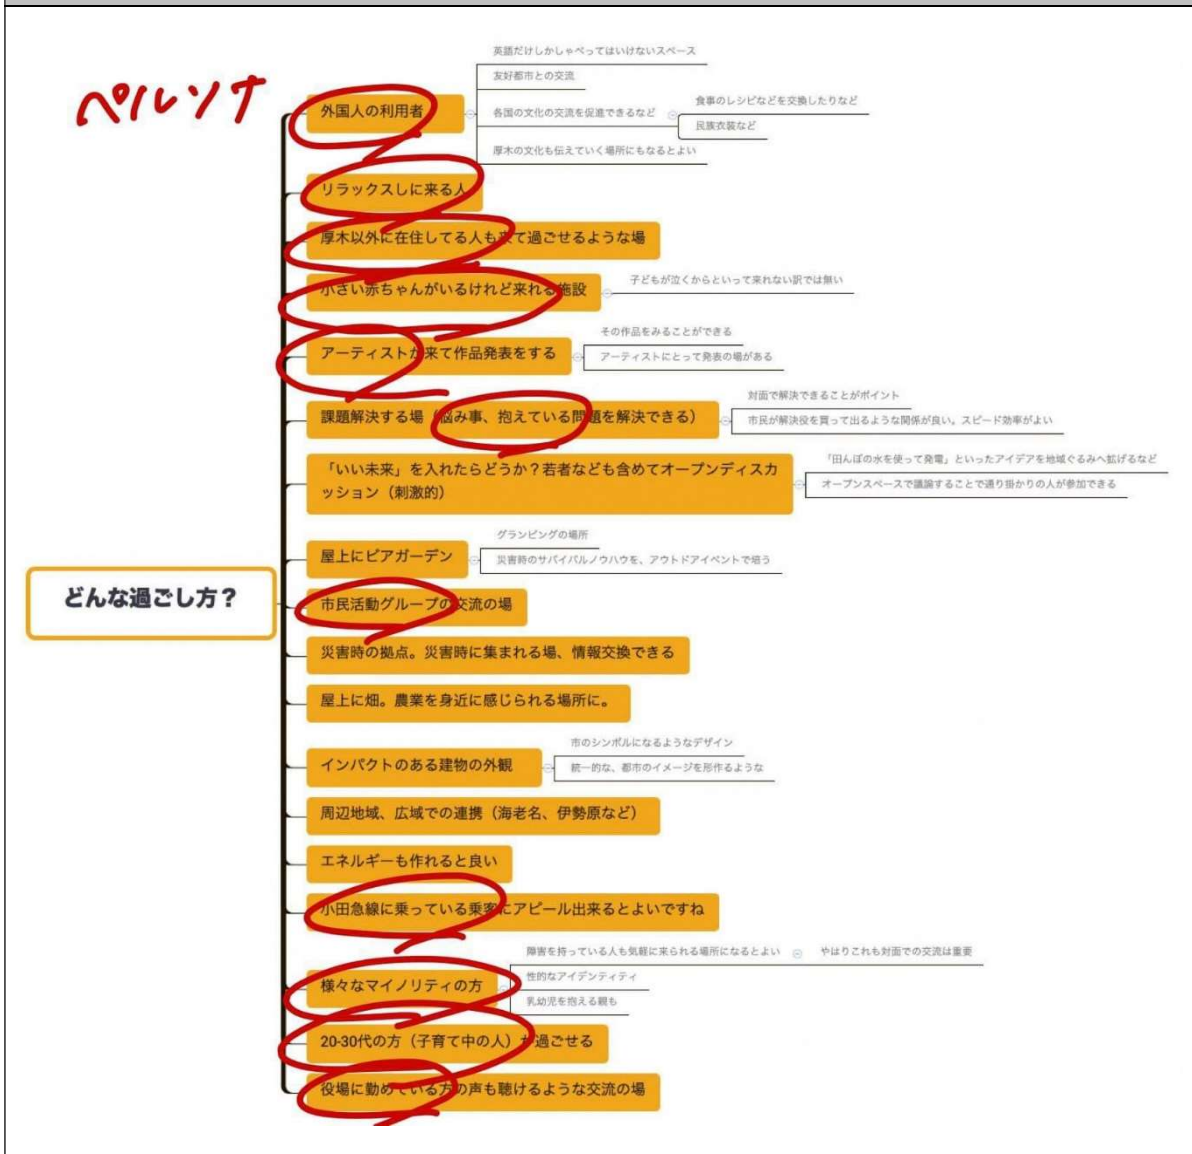 ペルソナ
どんな過ごし方？
外国人の利用者
英語だけしかしゃべってはいけないスペース
友好都市との交流
各国の文化の交流を促進できるなど
食事のレシピなどを交換したりなど
民族衣装など
厚木の文化も伝えていく場所にもなるとよい
リラックスしに来る人
厚木以外に在住してる人も来て過ごせるような場
小さい赤ちゃんがいるけれど来れる施設
子どもが泣くからといって来れない訳では無い
アーティストが来て作品発表をする
その作品をみることができる
アーティストにとって発表の場がある
課題解決する場（悩み事、抱えている問題を解決できる）
対面で解決できることがポイント
市民が解決役を買って出るような関係が良い。スピード効率がよい
「いい未来」を入れたらどうか？若者なども含めてオープンディスカ
ッション（刺激的）
「田んぼの水を使って発電」といったアイデアを地域ぐるみへ拡げるなど
オープンスペースで議論することで通り掛かりの人が参加できる
屋上にビアガーデン
グランピングの場所
災害時のサバイバルノウハウを、アウトドアイベントで培う
市民活動グループの交流の場
災害時の拠点。災害時に集まれる場、情報交換できる
屋上に畑。農業を身近に感じられる場所に。
インパクトのある建物の外観
市のシンボルになるようなデザイン
統一的な、都市のイメージを形作るような
周辺地域、広域での連携（海老名、伊勢原など）
エネルギーも作れると良い
小田急線に乗っている乗客にアピール出来るとよいですね
様々なマイノリティの方
障害を持っている人も気軽に来られる場所になるとよい
やはりこれも対面での交流は重要
性的なアイデンティティ
乳幼児を抱える親も
20-30代の方（子育て中の人）が過ごせる
役場に勤めている方の声も聴けるような交流の場